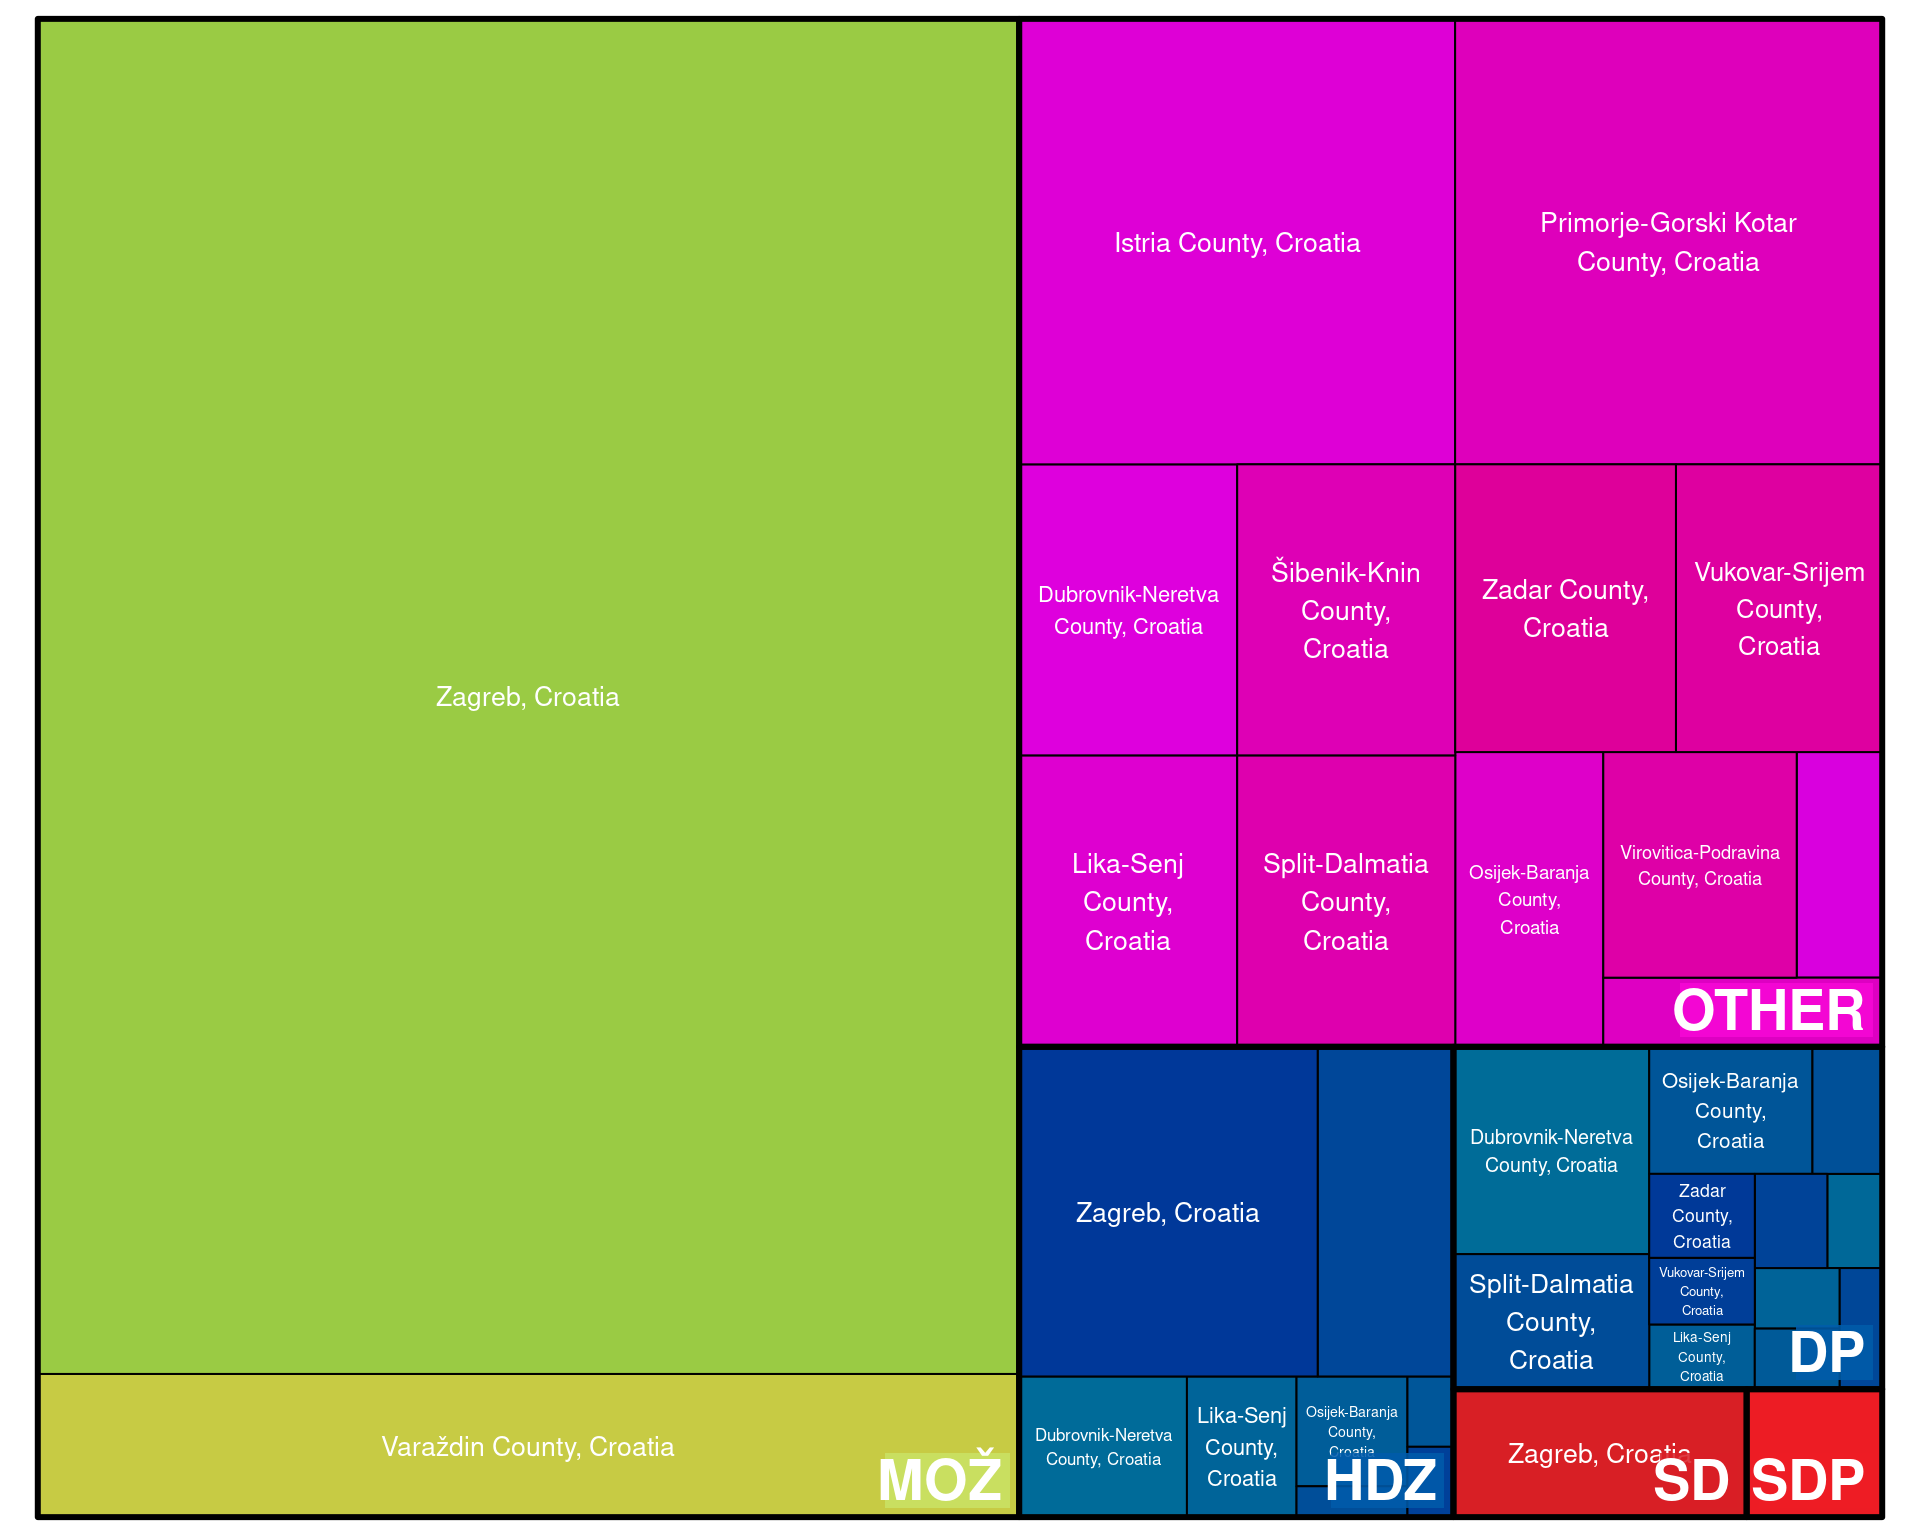 Zagreb, Croatia
Varaždin County, Croatia
MOŽ
Istria County, Croatia
Primorje-Gorski Kotar
County, Croatia
Dubrovnik-Neretva
County, Croatia
Šibenik-Knin
County,
Croatia
Zadar County,
Croatia
Vukovar-Srijem
County,
Croatia
Lika-Senj
County,
Croatia
Split-Dalmatia
County,
Croatia
Osijek-Baranja
County,
Croatia
Virovitica-Podravina
County, Croatia
OTHER
Zagreb, Croatia
Dubrovnik-Neretva
County, Croatia
Lika-Senj
County,
Croatia
Osijek-Baranja
County,
Croatia
HDZ
Dubrovnik-Neretva
County, Croatia
Osijek-Baranja
County,
Croatia
Zadar
County,
Croatia
Split-Dalmatia
County,
Croatia
Vukovar-Srijem
County,
Croatia
Lika-Senj
County,
Croatia
DP
Zagreb, Croatia
SD
SDP